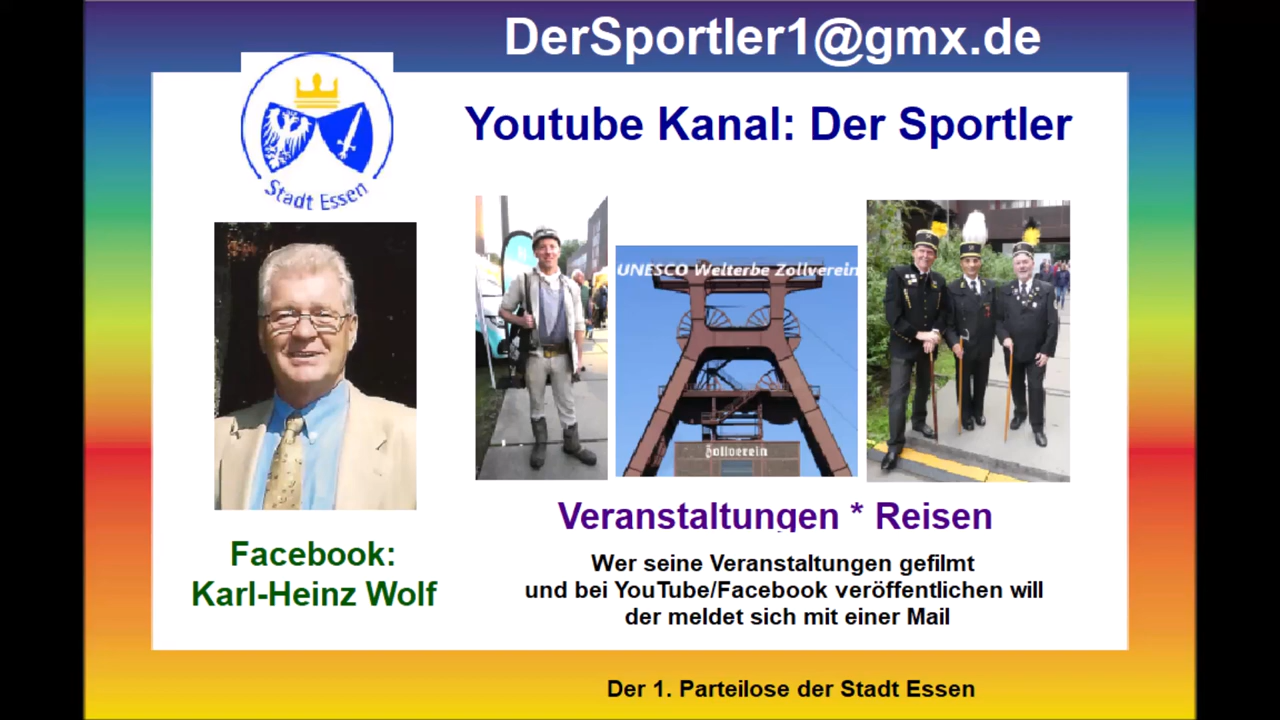 DerSportler1@gmx.de
Youtube Kanal: Der Sportler
Stadt Essen
UNESCO Welterbe Zollverein
Zollverein
Veranstaltungen * Reisen
Facebook:
Karl-Heinz Wolf
Wer seine Veranstaltungen gefilmt
und bei YouTube/Facebook veröffentlichen will
der meldet sich mit einer Mail
Der 1. Parteilose der Stadt Essen